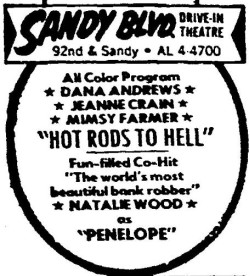 SANDY BLVD. DRIVE-IN THEATRE
92nd & Sandy • AL 4-4700
All Color Program
★ DANA ANDREWS ★
★ JEANNE CRAIN ★
★ MIMSY FARMER ★
"HOT RODS TO HELL"
Fun-filled Co-Hit
"The world's most
beautiful bank robber"
★ NATALIE WOOD ★
as
"PENELOPE"